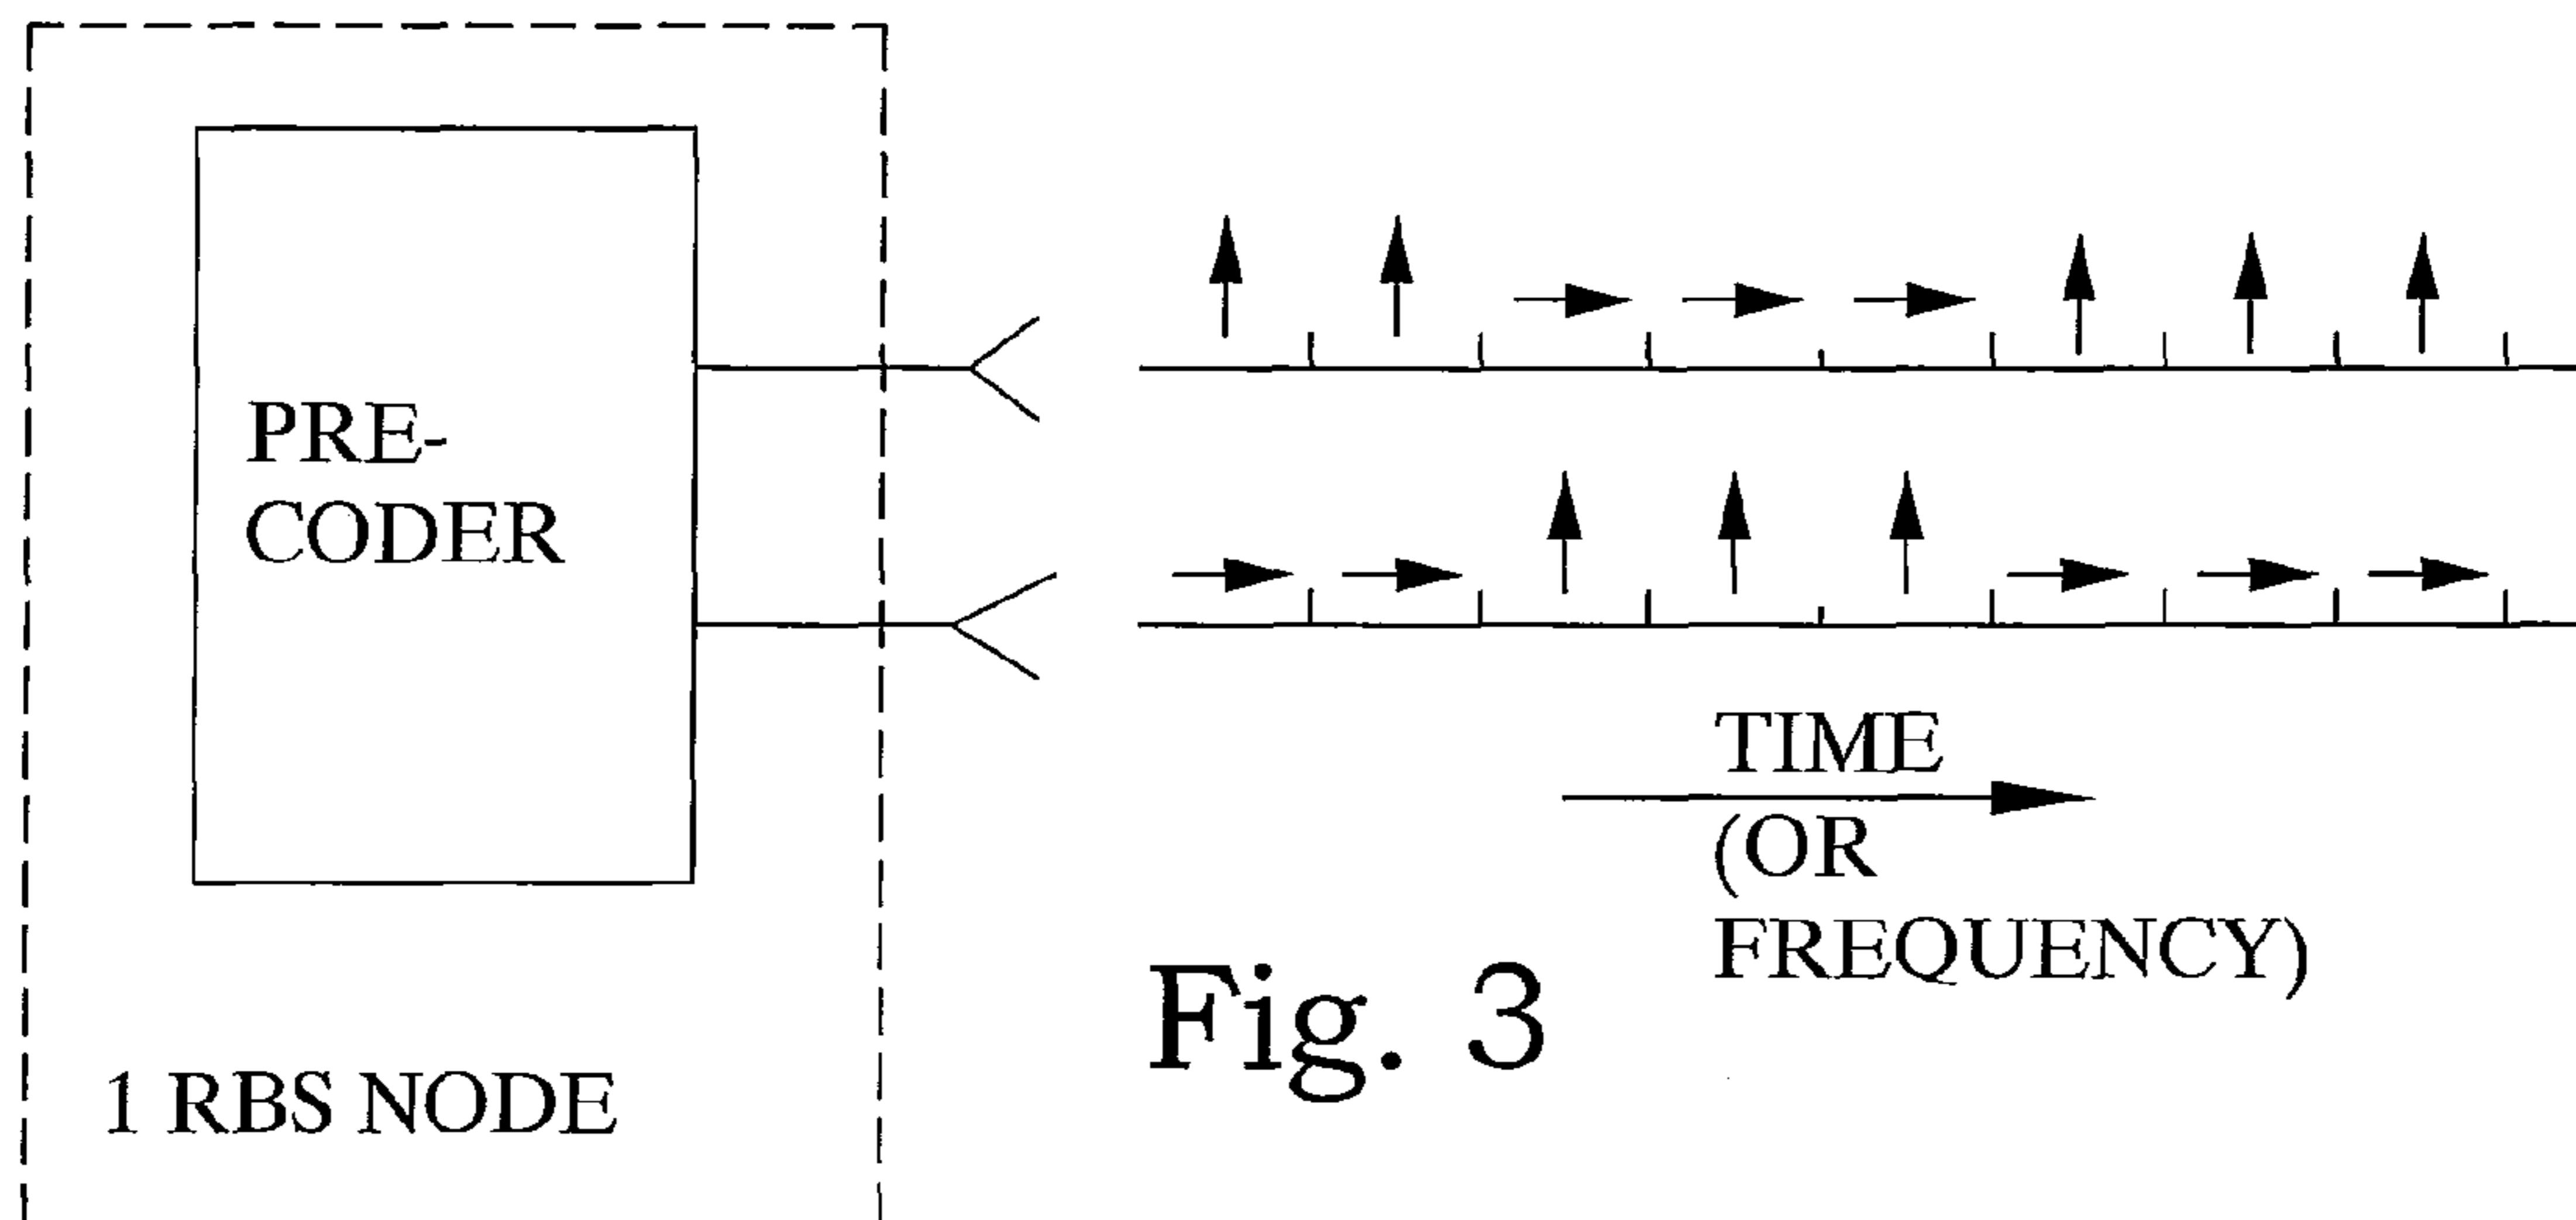 PRE-
CODER
TIME
(OR
FREQUENCY)
Fig. 3
1 RBS NODE